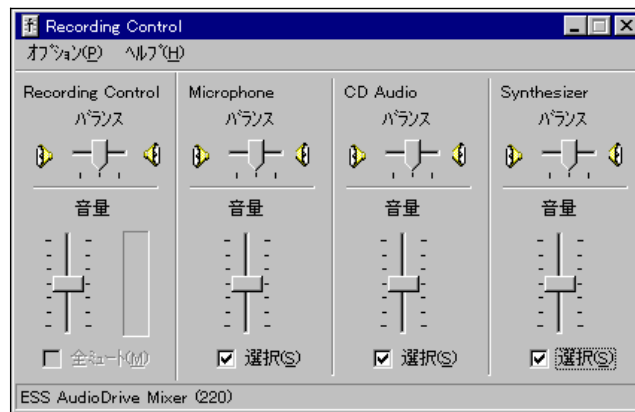 Recording Control
オプション(P) ヘルプ(H)
Recording Control Microphone CD Audio Synthesizer
バランス バランス バランス バランス
音量 音量 音量 音量
全ミュート(M) 選択(S) 選択(S) 選択(S)
ESS AudioDrive Mixer (220)